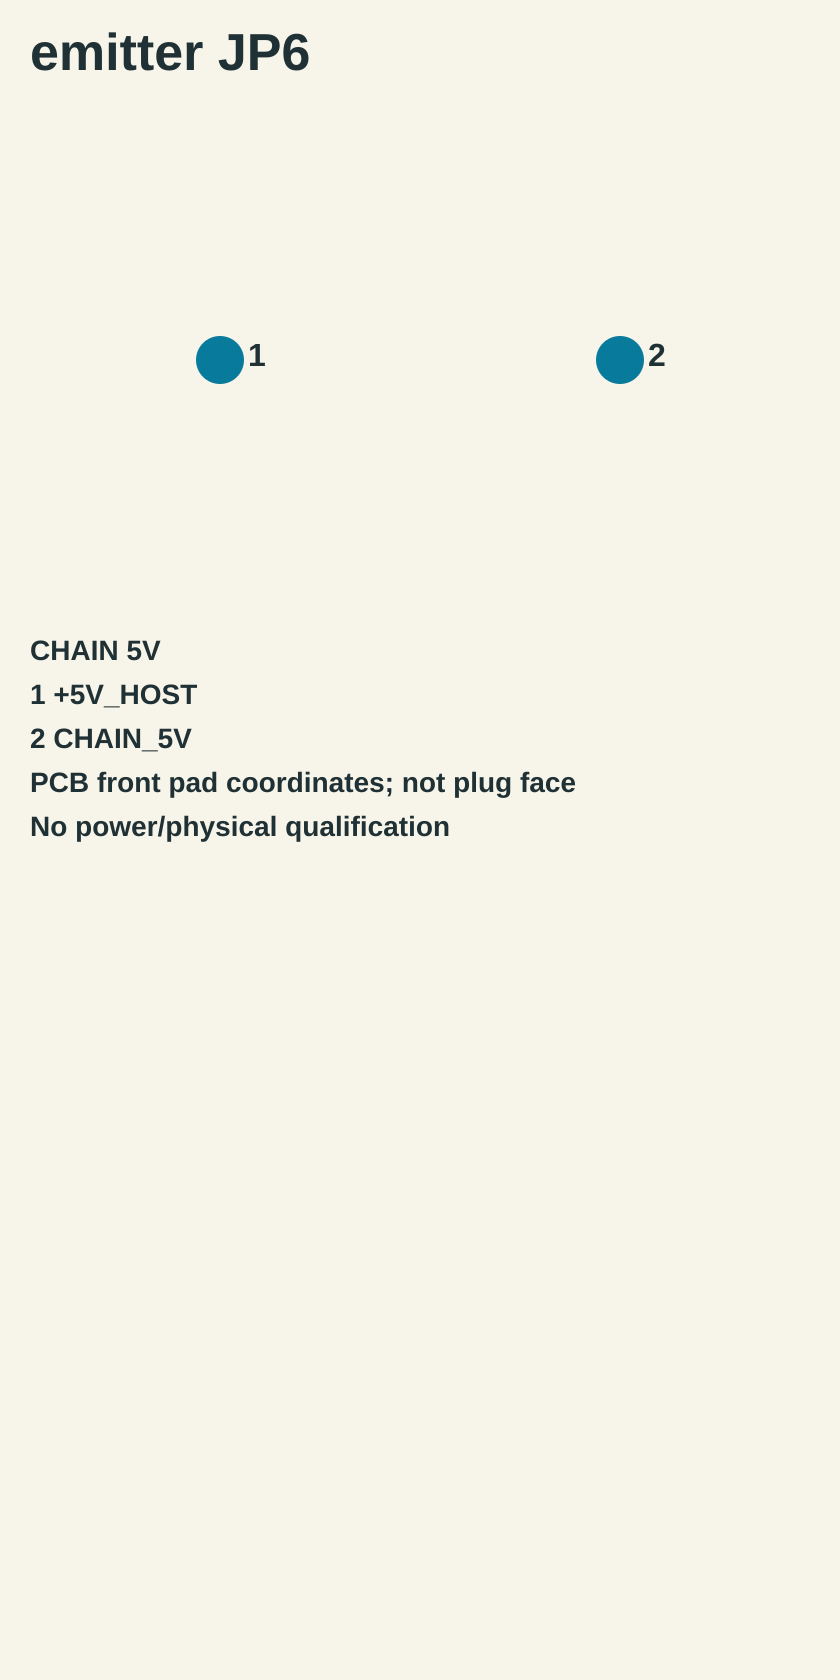 emitter JP6
1
2
CHAIN 5V
1 +5V_HOST
2 CHAIN_5V
PCB front pad coordinates; not plug face
No power/physical qualification